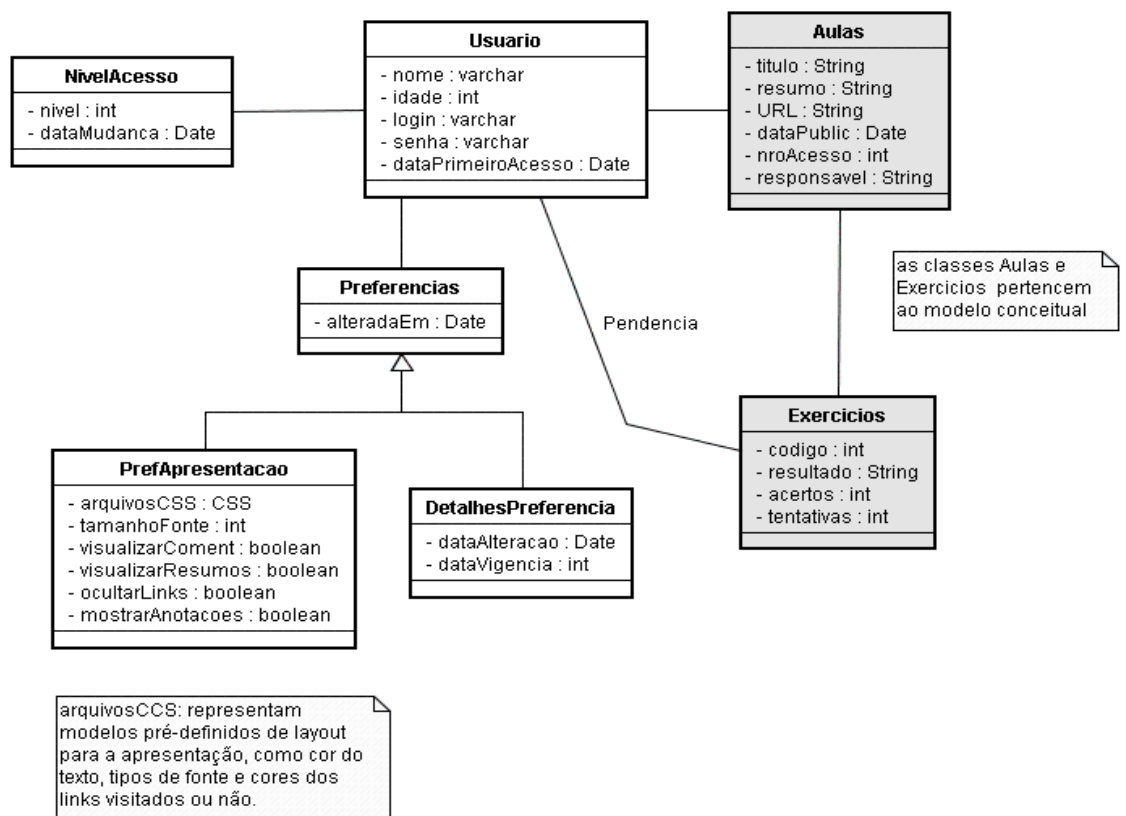 NivelAcesso
- nivel : int
- dataMudanca : Date
Usuario
- nome : varchar
- idade : int
- login : varchar
- senha : varchar
- dataPrimeiroAcesso : Date
Aulas
- titulo : String
- resumo : String
- URL : String
- dataPublic : Date
- nroAcesso : int
- responsavel : String
as classes Aulas e
Exercicios pertencem
ao modelo conceitual
Preferencias
- alteradaEm : Date
Pendencia
Exercicios
- codigo : int
- resultado : String
- acertos : int
- tentativas : int
PrefApresentacao
- arquivosCSS : CSS
- tamanhoFonte : int
- visualizarComent : boolean
- visualizarResumos : boolean
- ocultarLinks : boolean
- mostrarAnotacoes : boolean
DetalhesPreferencia
- dataAlteracao : Date
- dataVigencia : int
arquivosCCS: representam
modelos pré-definidos de layout
para a apresentação, como cor do
texto, tipos de fonte e cores dos
links visitados ou não.